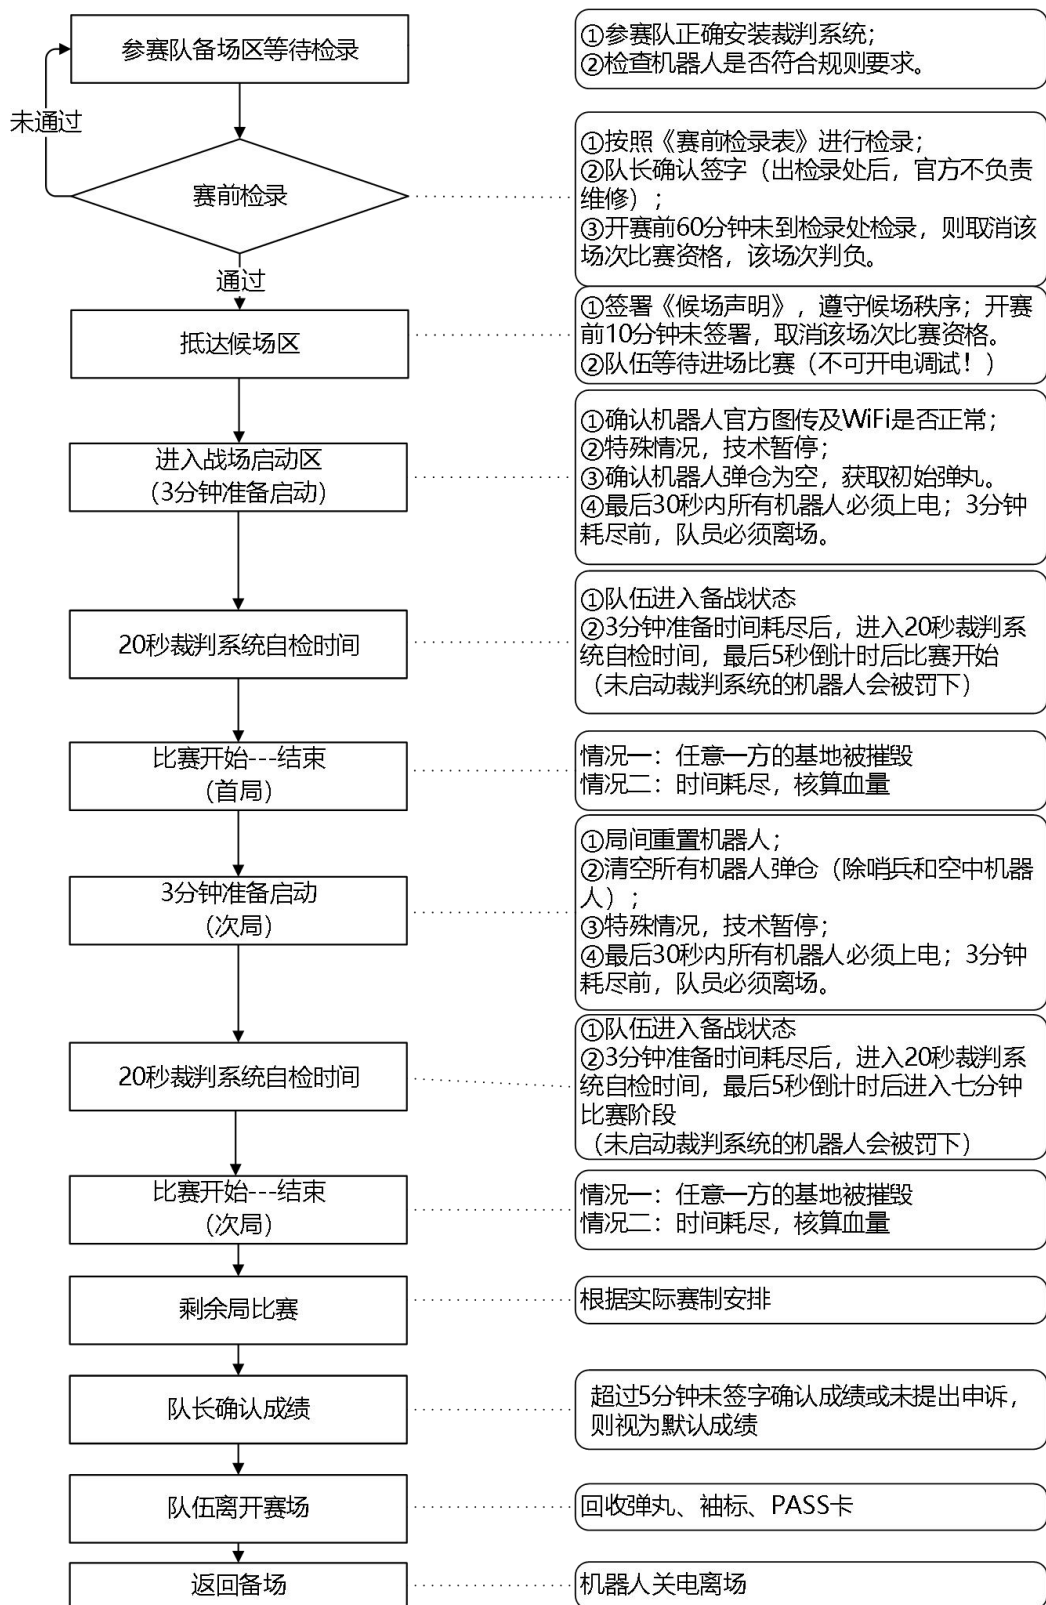 参赛队备场区等待检录
①参赛队正确安装裁判系统；
②检查机器人是否符合规则要求。
未通过
赛前检录
①按照《赛前检录表》进行检录；
②队长确认签字（出检录处后，官方不负责
维修）；
③开赛前60分钟未到检录处检录，则取消该
场次比赛资格，该场次判负。
通过
抵达候场区
①签署《候场声明》，遵守候场秩序；开赛
前10分钟未签署，取消该场次比赛资格。
②队伍等待进场比赛（不可开电调试！）
进入战场启动区
（3分钟准备启动）
①确认机器人官方图传及WiFi是否正常；
②特殊情况，技术暂停；
③确认机器人弹仓为空，获取初始弹丸。
④最后30秒内所有机器人必须上电；3分钟
耗尽前，队员必须离场。
20秒裁判系统自检时间
①队伍进入备战状态
②3分钟准备时间耗尽后，进入20秒裁判系
统自检时间，最后5秒倒计时后比赛开始
（未启动裁判系统的机器人会被罚下）
比赛开始---结束
（首局）
情况一：任意一方的基地被摧毁
情况二：时间耗尽，核算血量
3分钟准备启动
（次局）
①局间重置机器人；
②清空所有机器人弹仓（除哨兵和空中机器
人）；
③特殊情况，技术暂停；
④最后30秒内所有机器人必须上电；3分钟
耗尽前，队员必须离场。
20秒裁判系统自检时间
①队伍进入备战状态
②3分钟准备时间耗尽后，进入20秒裁判系
统自检时间，最后5秒倒计时后进入七分钟
比赛阶段
（未启动裁判系统的机器人会被罚下）
比赛开始---结束
（次局）
情况一：任意一方的基地被摧毁
情况二：时间耗尽，核算血量
剩余局比赛
根据实际赛制安排
队长确认成绩
超过5分钟未签字确认成绩或未提出申诉，
则视为默认成绩
队伍离开赛场
回收弹丸、袖标、PASS卡
返回备场
机器人关电离场